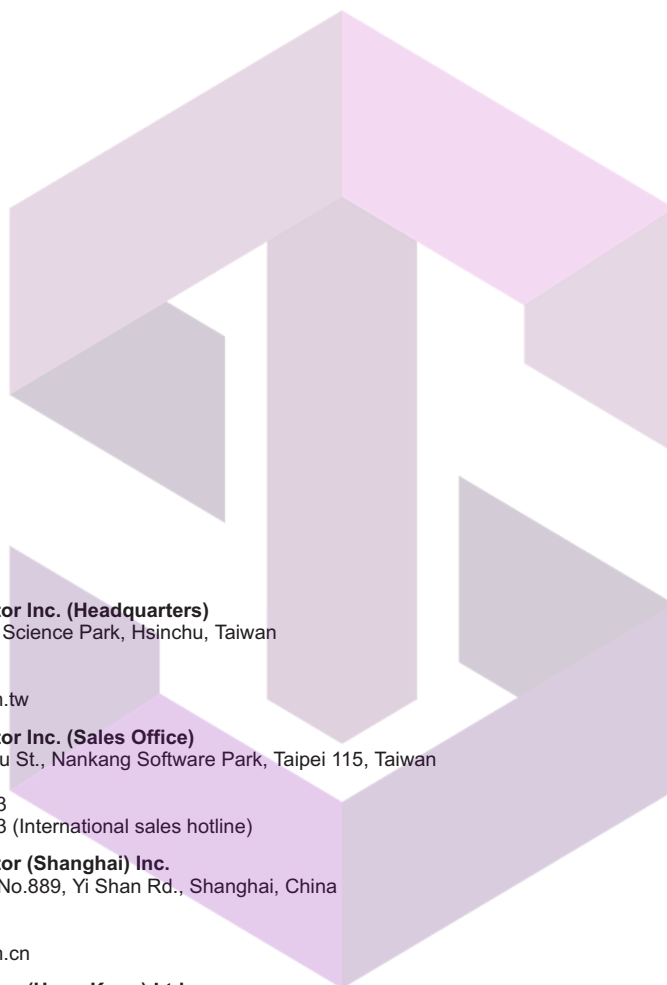 tor Inc. (Headquarters)
Science Park, Hsinchu, Taiwan
.tw
tor Inc. (Sales Office)
u St., Nankang Software Park, Taipei 115, Taiwan
3
3 (International sales hotline)
tor (Shanghai) Inc.
No.889, Yi Shan Rd., Shanghai, China
.cn